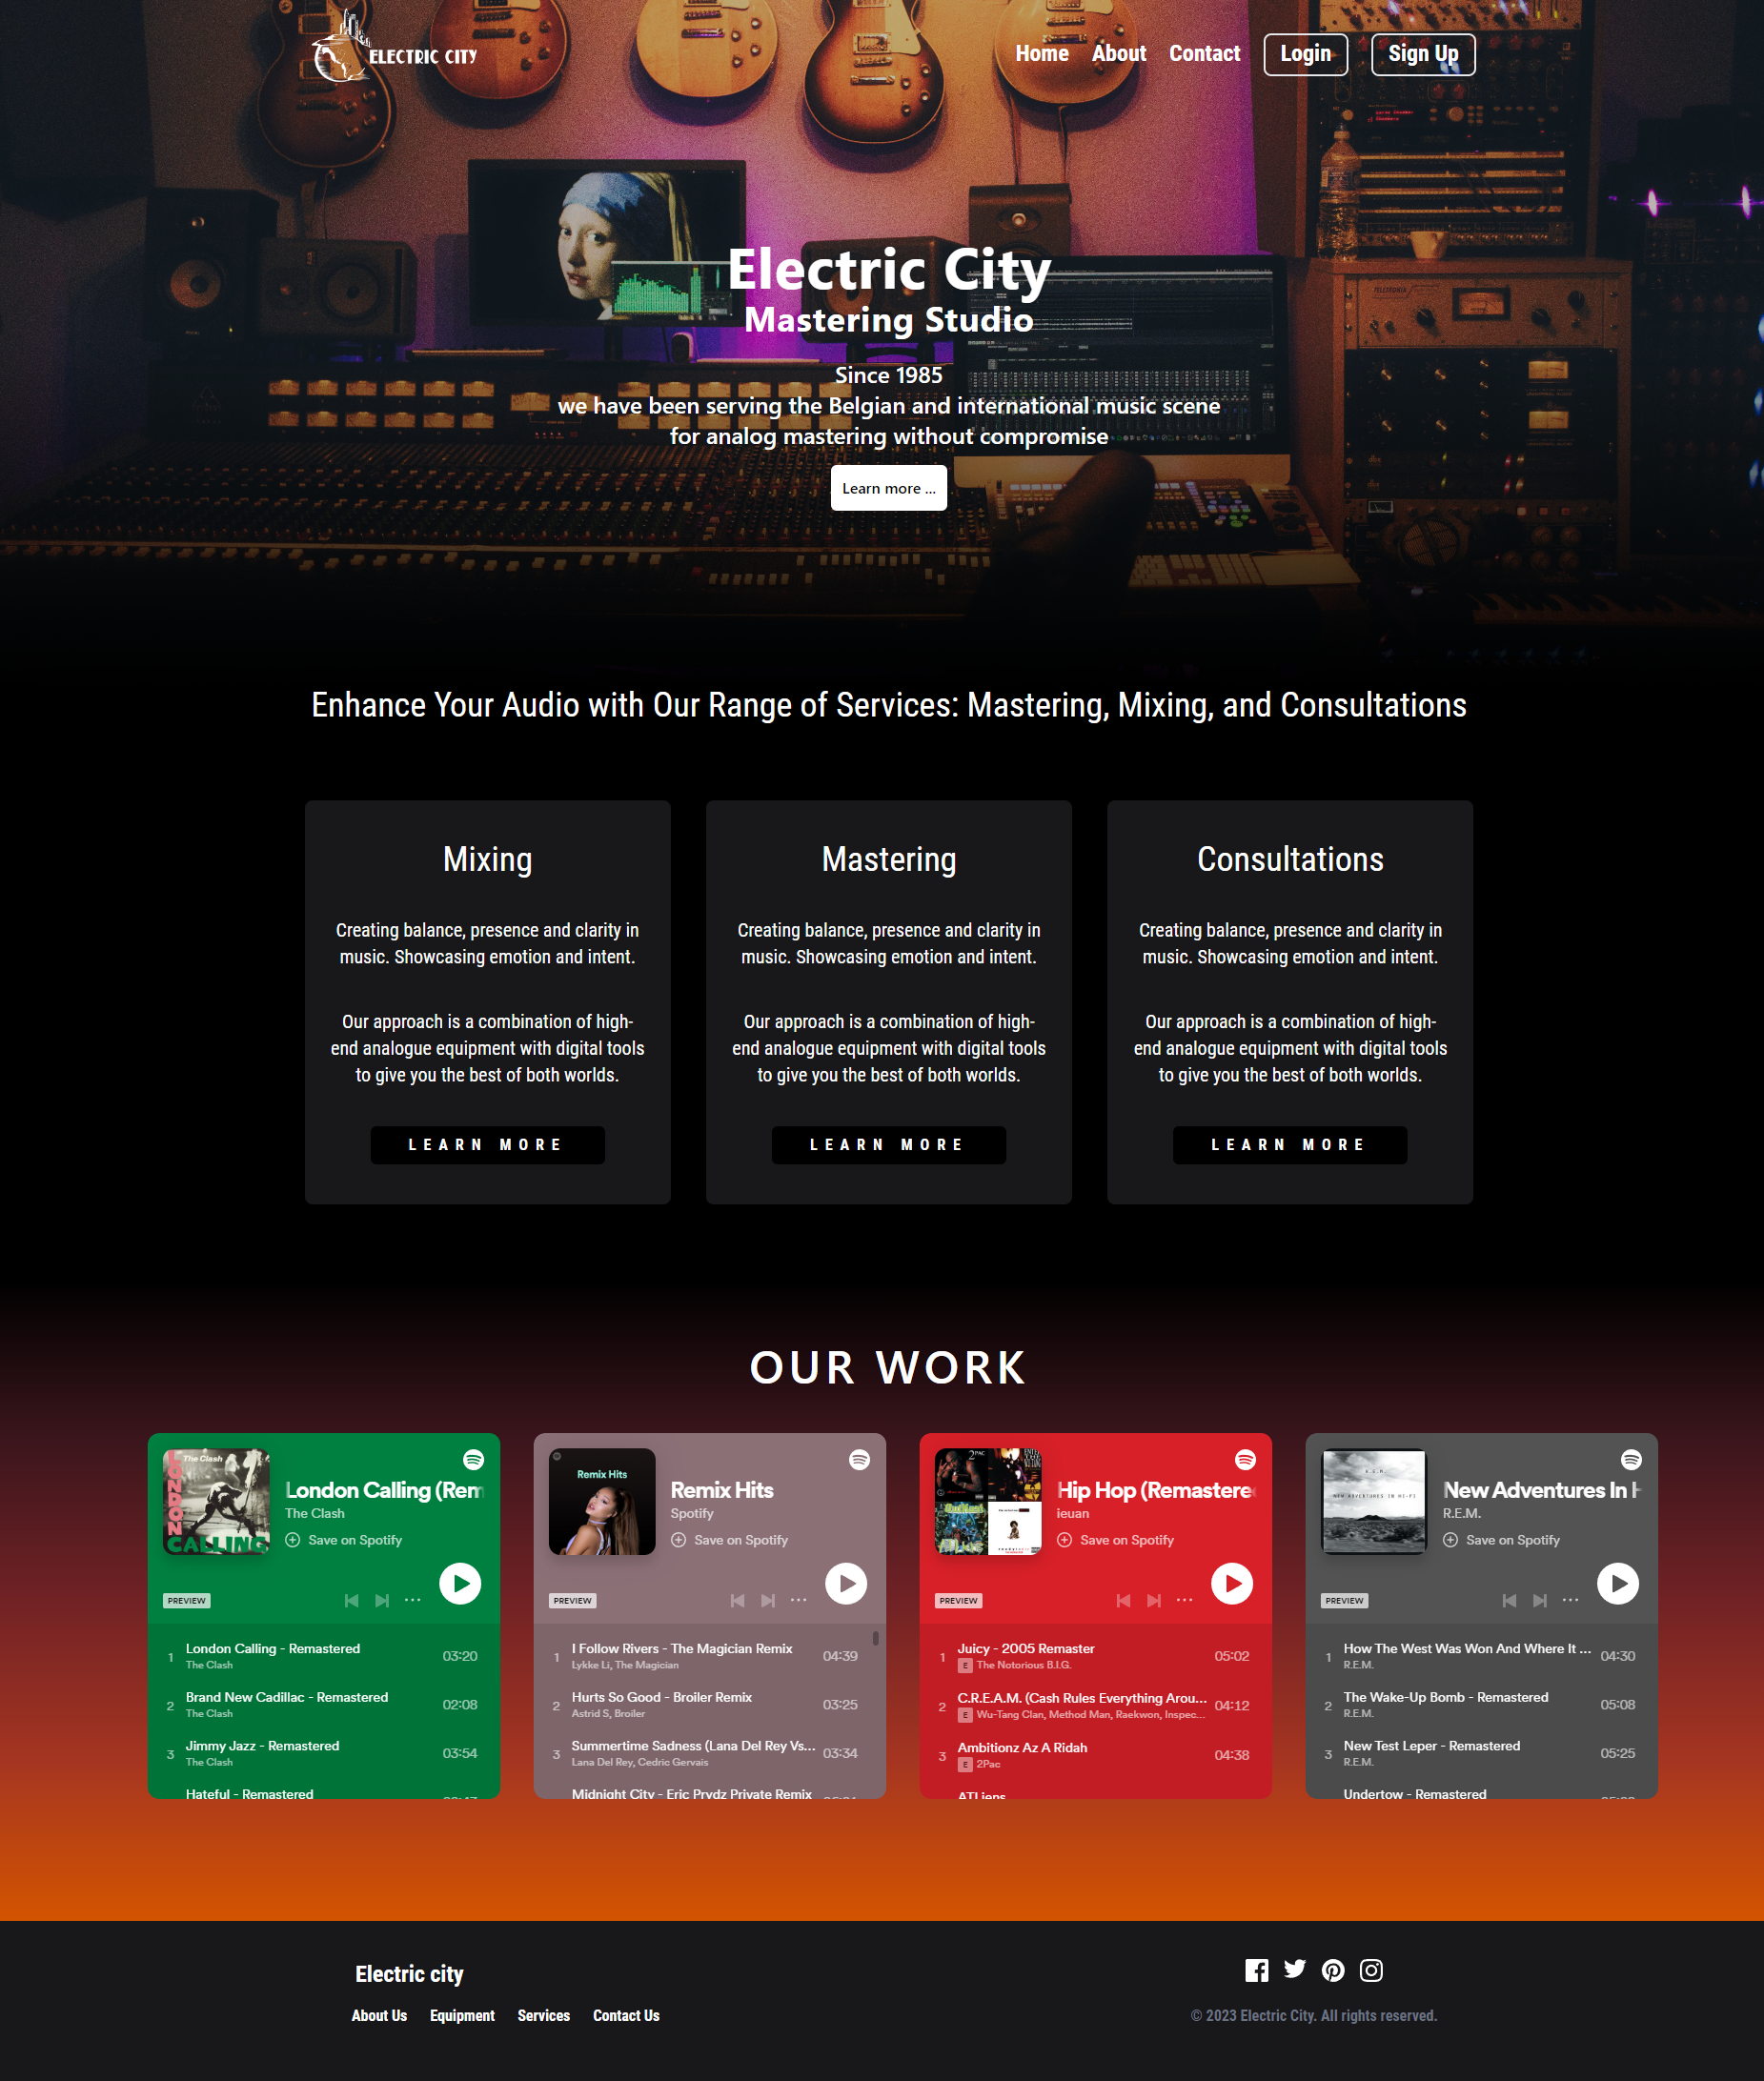 ELECTRIC CITY
Home About Contact Login Sign Up
Electric City
Mastering Studio
Since 1985
we have been serving the Belgian and international music scene
for analog mastering without compromise
Learn more ...
Enhance Your Audio with Our Range of Services: Mastering, Mixing, and Consultations
Mixing
Creating balance, presence and clarity in
music. Showcasing emotion and intent.
Our approach is a combination of high-
end analogue equipment with digital tools
to give you the best of both worlds.
LEARN MORE
Mastering
Creating balance, presence and clarity in
music. Showcasing emotion and intent.
Our approach is a combination of high-
end analogue equipment with digital tools
to give you the best of both worlds.
LEARN MORE
Consultations
Creating balance, presence and clarity in
music. Showcasing emotion and intent.
Our approach is a combination of high-
end analogue equipment with digital tools
to give you the best of both worlds.
LEARN MORE
OUR WORK
The Clash
LONDON
CALLING
London Calling (Rem
The Clash
Save on Spotify
PREVIEW
1 London Calling - Remastered 03:20
The Clash
2 Brand New Cadillac - Remastered 02:08
The Clash
3 Jimmy Jazz - Remastered 03:54
The Clash
Hateful - Remastered
Remix Hits
Remix Hits
Spotify
Save on Spotify
PREVIEW
1 I Follow Rivers - The Magician Remix 04:39
Lykke Li, The Magician
2 Hurts So Good - Broiler Remix 03:25
Astrid S, Broiler
3 Summertime Sadness (Lana Del Rey Vs... 03:34
Lana Del Rey, Cedric Gervais
Midnight City - Eric Prydz Private Remix
2PAC
Hip Hop (Remastere
ieuan
Save on Spotify
PREVIEW
1 Juicy - 2005 Remaster 05:02
E The Notorious B.I.G.
2 C.R.E.A.M. (Cash Rules Everything Arou... 04:12
E Wu-Tang Clan, Method Man, Raekwon, Inspec...
3 Ambitionz Az A Ridah 04:38
E 2Pac
ATLiens
R.E.M.
NEW ADVENTURES IN HI-FI
New Adventures In H
R.E.M.
Save on Spotify
PREVIEW
1 How The West Was Won And Where It ... 04:30
R.E.M.
2 The Wake-Up Bomb - Remastered 05:08
R.E.M.
3 New Test Leper - Remastered 05:25
R.E.M.
Undertow - Remastered
Electric city
About Us Equipment Services Contact Us
© 2023 Electric City. All rights reserved.